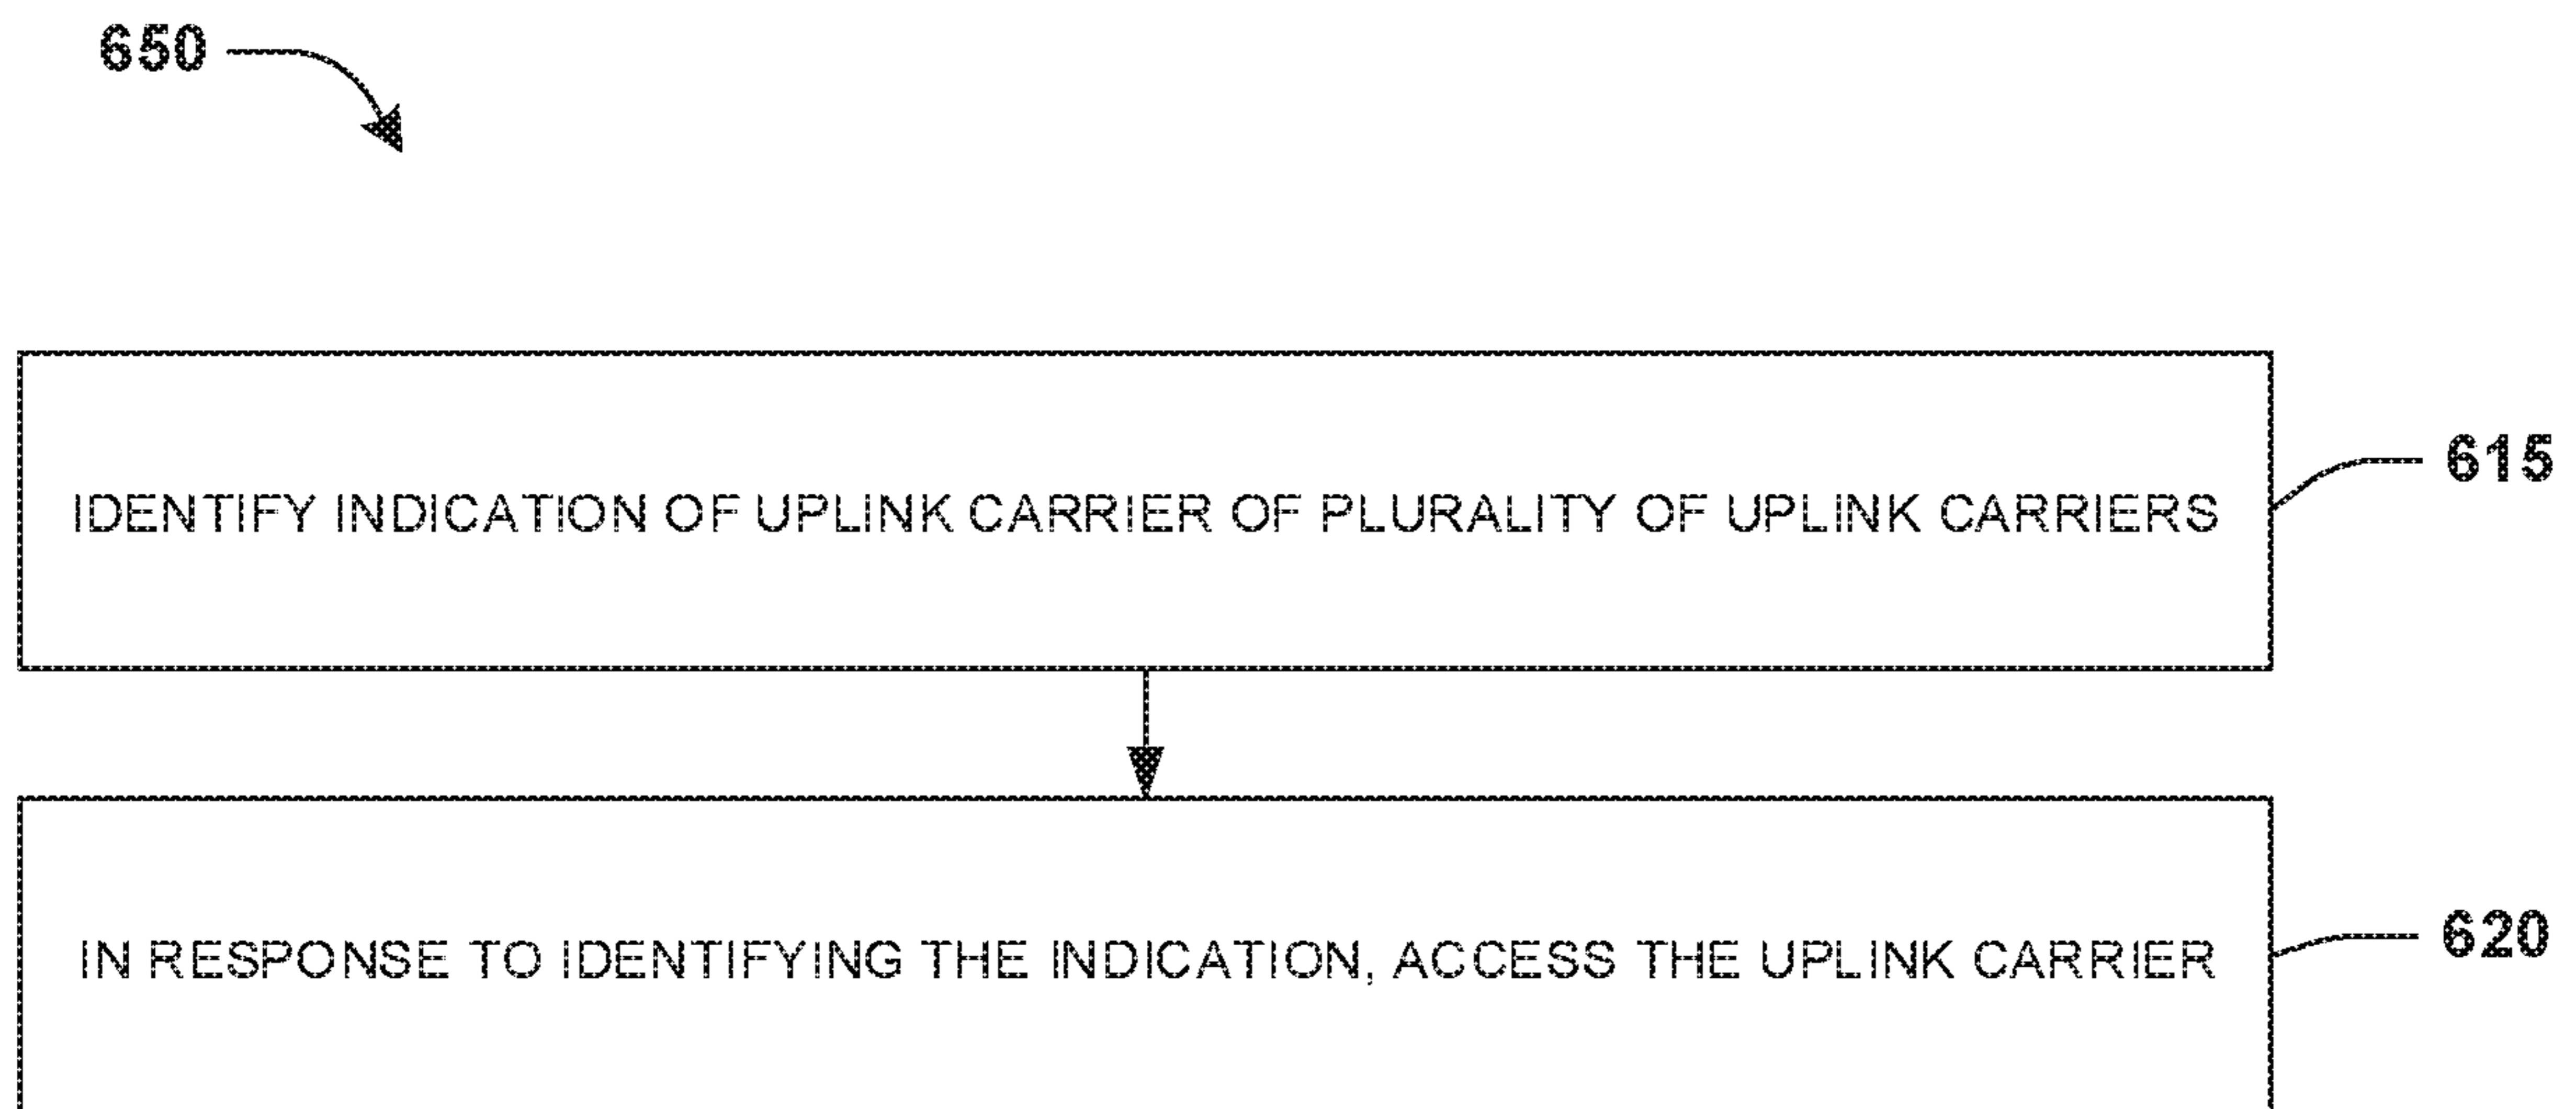 650
IDENTIFY INDICATION OF UPLINK CARRIER OF PLURALITY OF UPLINK CARRIERS
615
IN RESPONSE TO IDENTIFYING THE INDICATION, ACCESS THE UPLINK CARRIER
620